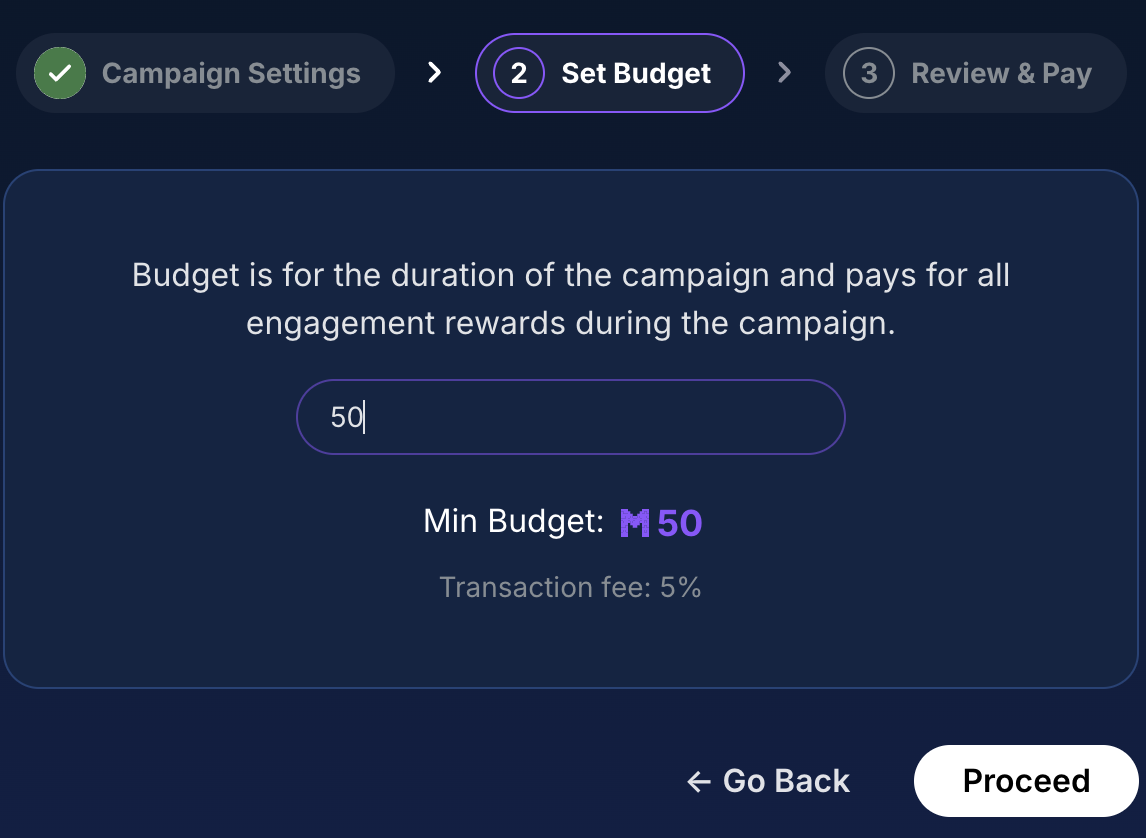 Campaign Settings
2 Set Budget
3 Review & Pay
Budget is for the duration of the campaign and pays for all
engagement rewards during the campaign.
50
Min Budget: M 50
Transaction fee: 5%
← Go Back
Proceed